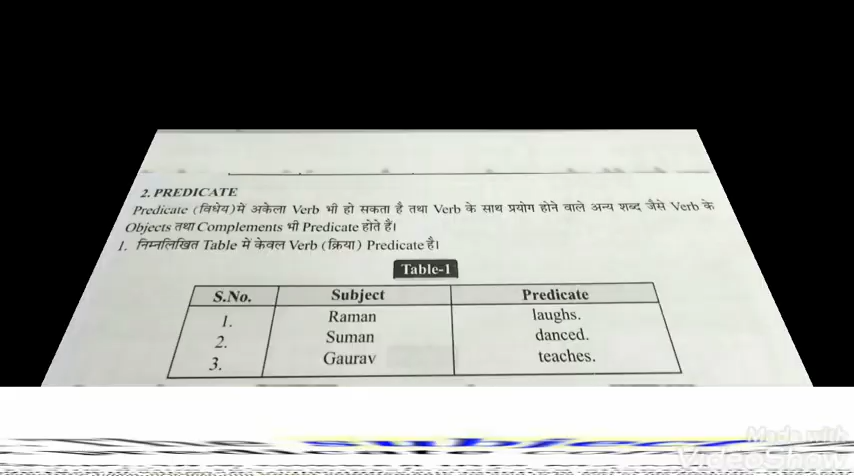 2. PREDICATE
Predicate (विधेय) में अकेला Verb भी हो सकता है तथा Verb के साथ प्रयोग होने वाले अन्य शब्द जैसे Verb के
Objects तथा Complements भी Predicate होते हैं।
1. निम्नलिखित Table में केवल Verb (क्रिया) Predicate है।
Table-1
S.No. Subject Predicate
1. Raman laughs.
2. Suman danced.
3. Gaurav teaches.
Made with
VideoShow